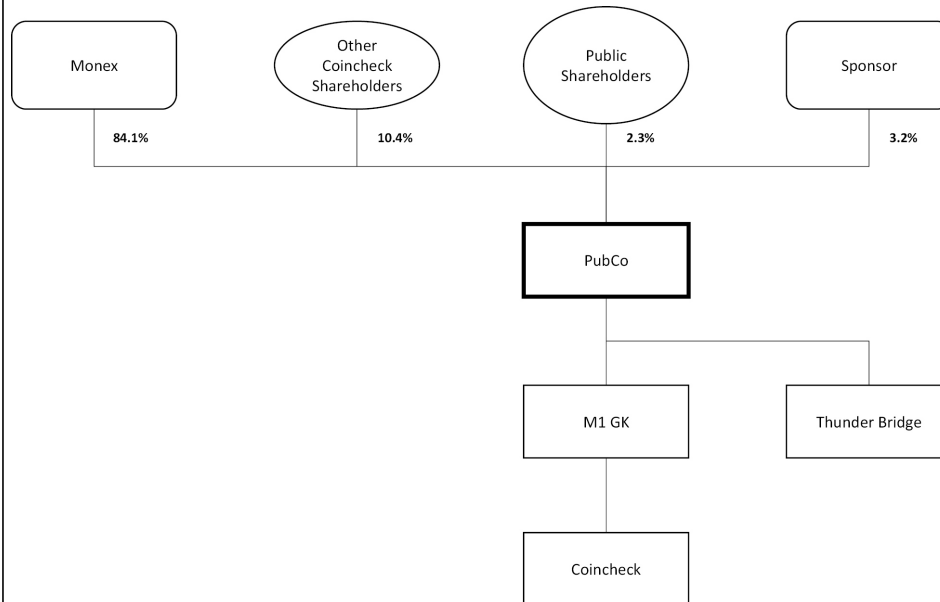 Monex
Other
Coincheck
Shareholders
Public
Shareholders
Sponsor
84.1%
10.4%
2.3%
3.2%
PubCo
M1 GK
Thunder Bridge
Coincheck